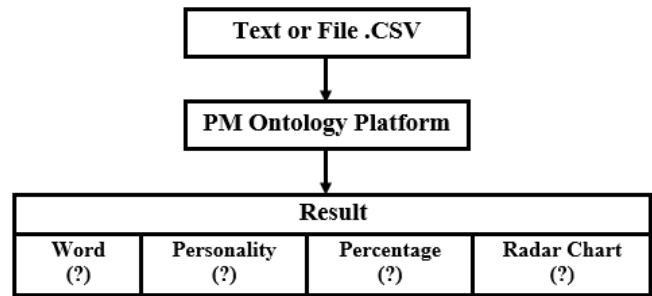 Text or File .CSV
PM Ontology Platform
Result
Word Personality Percentage Radar Chart
(?) (?) (?) (?)